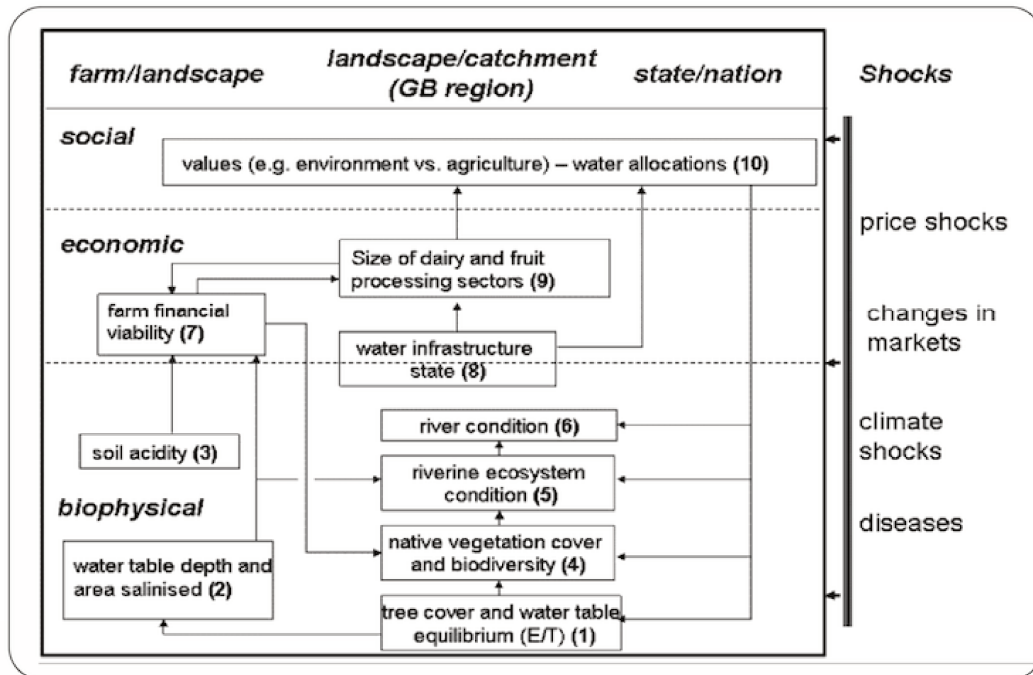 farm/landscape
landscape/catchment
(GB region)
state/nation
Shocks
social
values (e.g. environment vs. agriculture) – water allocations (10)
economic
Size of dairy and fruit
processing sectors (9)
price shocks
farm financial
viability (7)
water infrastructure
state (8)
changes in
markets
river condition (6)
climate
shocks
soil acidity (3)
riverine ecosystem
condition (5)
biophysical
diseases
water table depth and
area salinised (2)
native vegetation cover
and biodiversity (4)
tree cover and water table
equilibrium (E/T) (1)